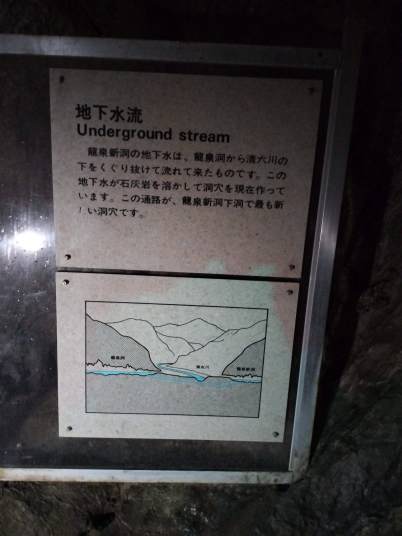 地下水流
Underground stream
龍泉新洞の地下水は、龍泉洞から清水川の
下をくぐり抜けて流れて来たものです。この
地下水が石灰岩を溶かして洞穴を現在作って
います。この通路が、龍泉新洞下洞で最も新
しい洞穴です。
龍泉洞
清水川
龍泉新洞